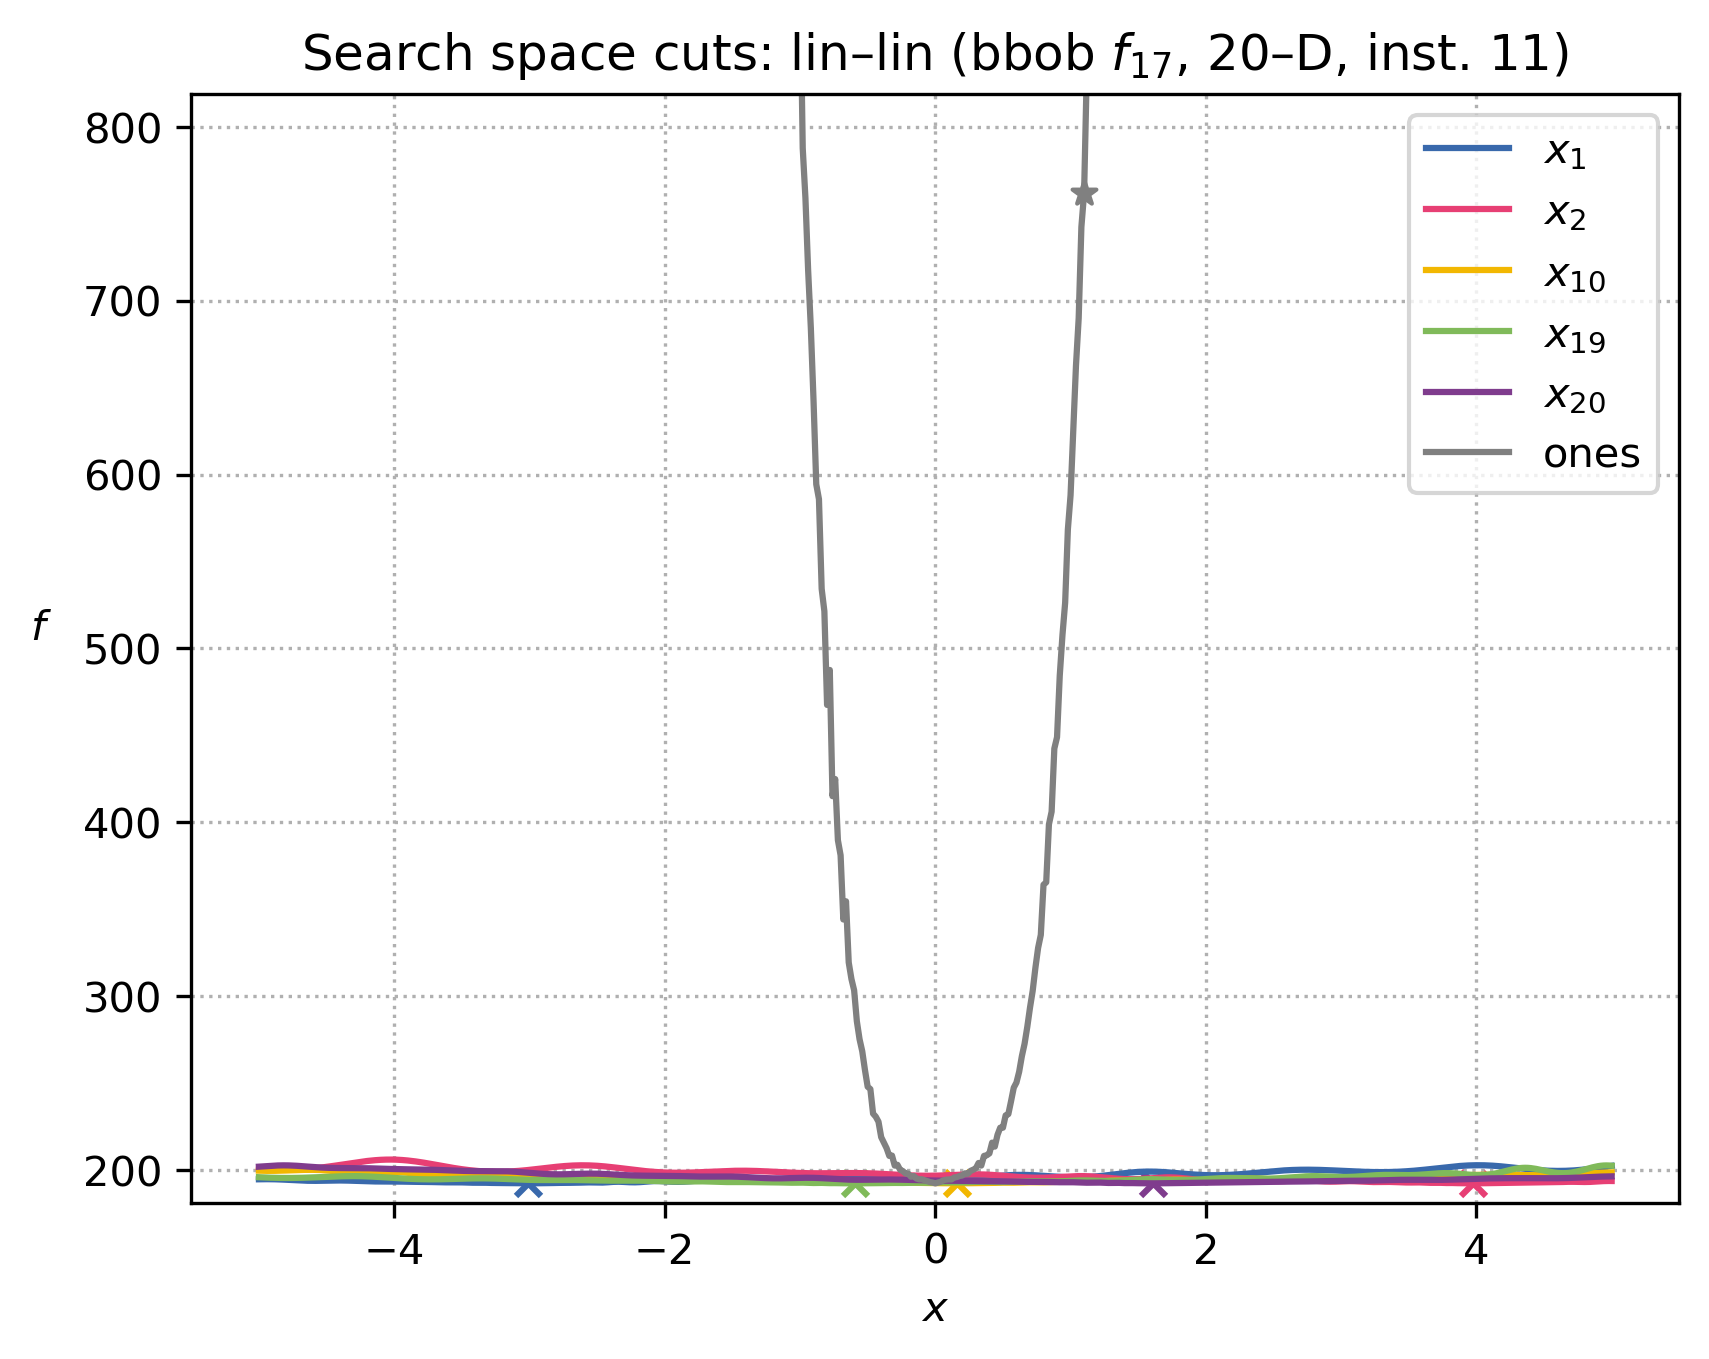 Search space cuts: lin–lin (bbob f₁₇, 20–D, inst. 11)
800
700
600
500
400
300
200
f
−4
−2
0
2
4
x
x₁
x₂
x₁₀
x₁₉
x₂₀
ones